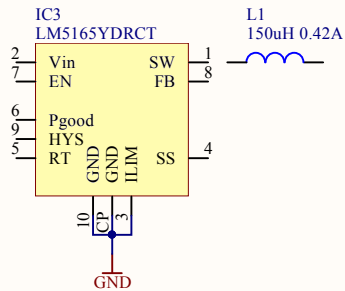 IC3
LM5165YDRCT
L1
150uH 0.42A
2 Vin SW 1
7 EN FB 8
6 Pgood
9 HYS
5 RT SS 4
GND GND ILIM
10 CP 3
GND